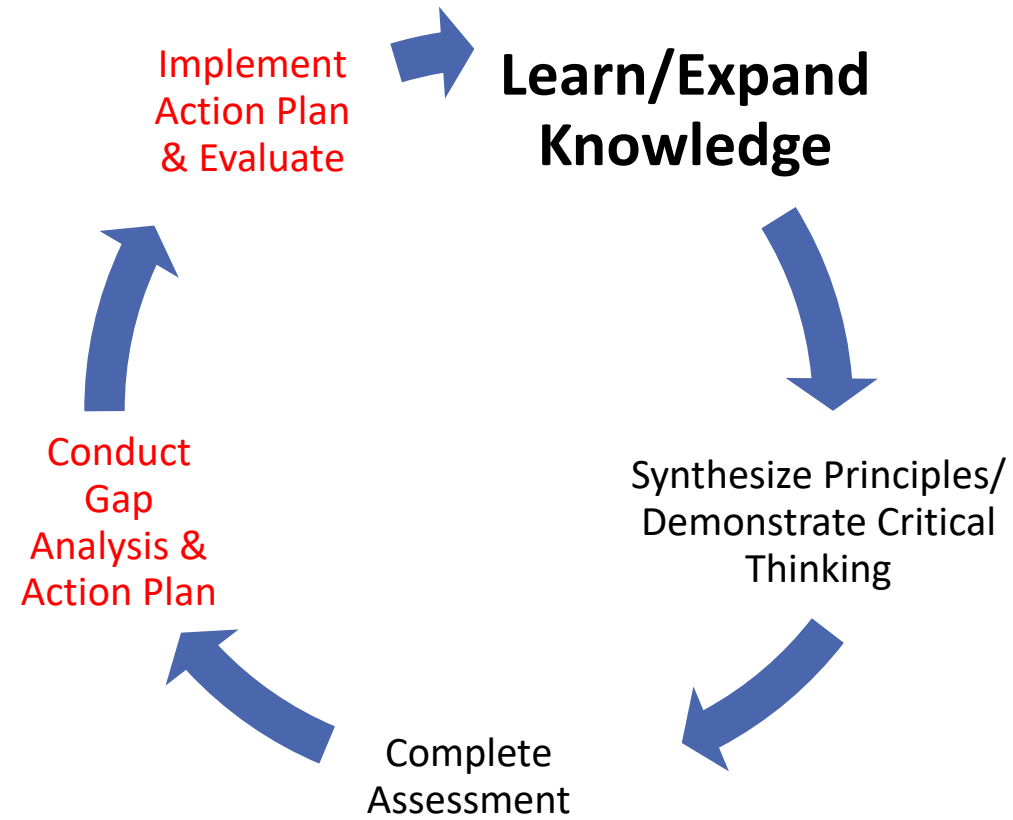 Learn/Expand
Knowledge
Synthesize Principles/
Demonstrate Critical
Thinking
Complete
Assessment
Conduct
Gap
Analysis &
Action Plan
Implement
Action Plan
& Evaluate